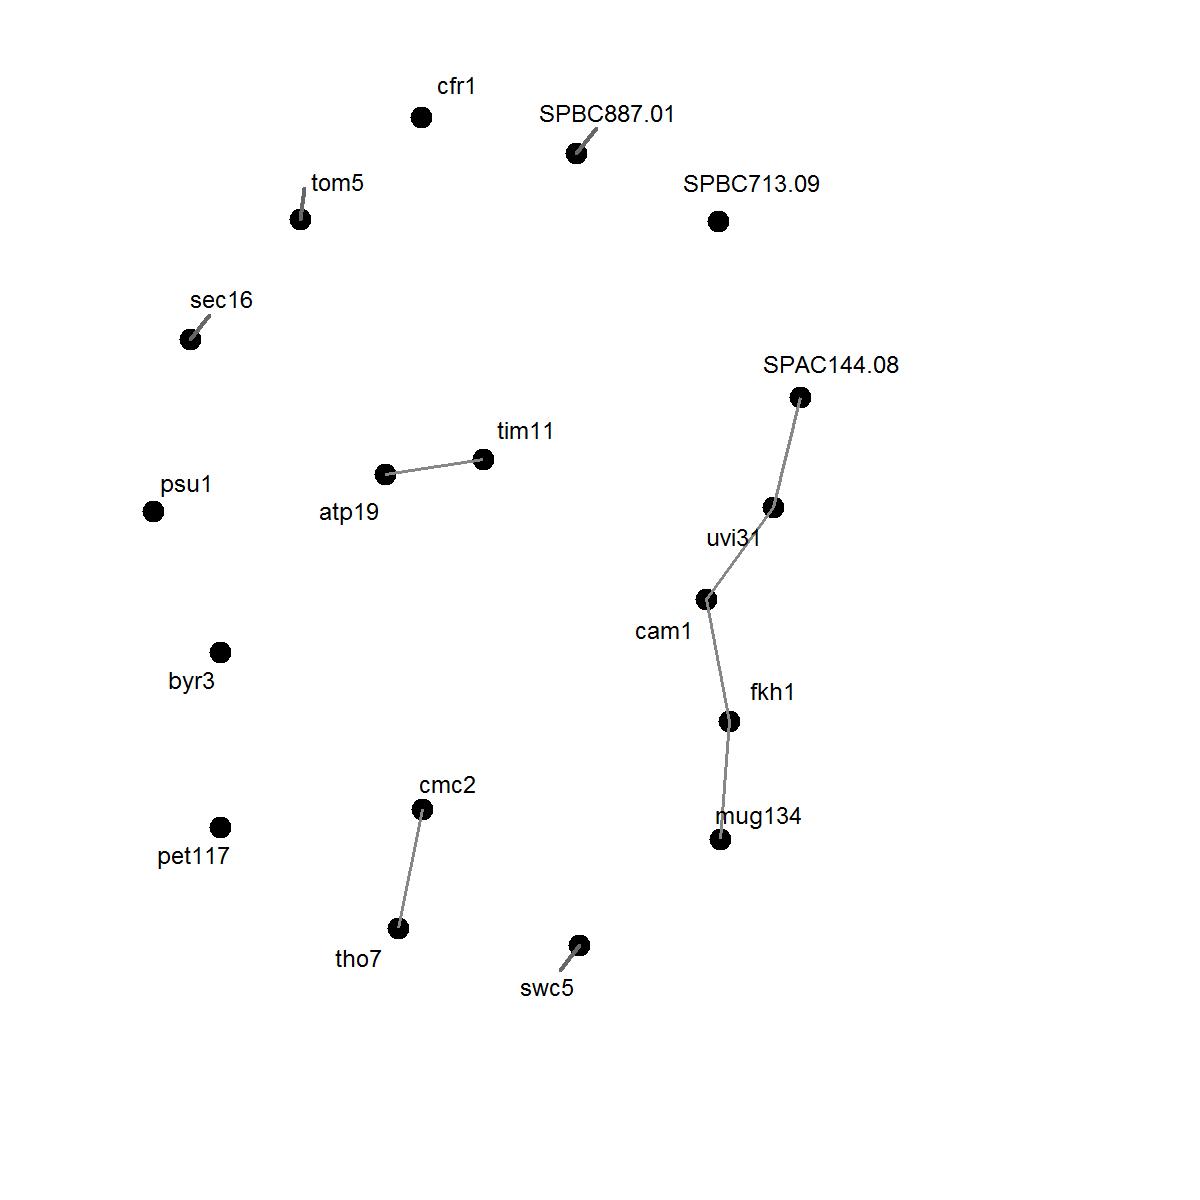 cfr1
SPBC887.01
tom5
SPBC713.09
sec16
SPAC144.08
tim11
psu1
atp19
uvi31
cam1
byr3
fkh1
cmc2
mug134
pet117
tho7
swc5